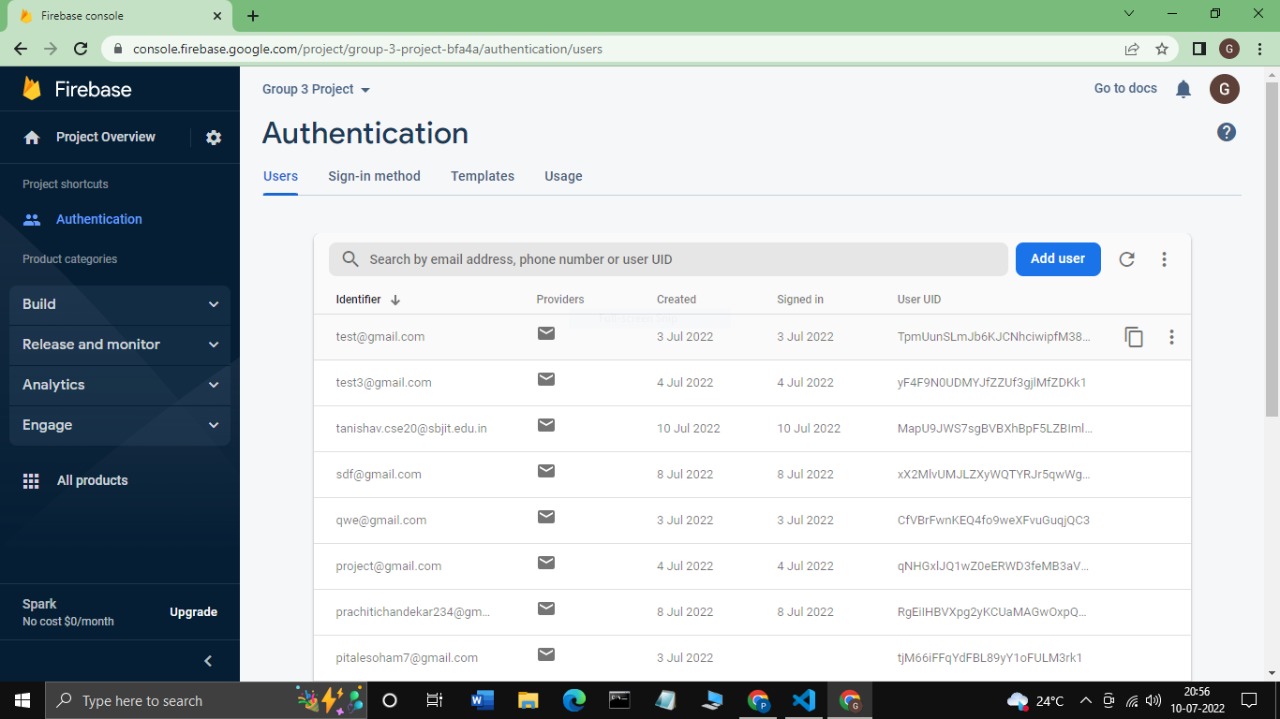 Firebase console
console.firebase.google.com/project/group-3-project-bfa4a/authentication/users
G
Firebase
Group 3 Project
Go to docs
G
Project Overview
Authentication
Project shortcuts
Users Sign-in method Templates Usage
Authentication
Product categories
Search by email address, phone number or user UID
Add user
Build
Release and monitor
Analytics
Engage
All products
Identifier Providers Created Signed in User UID
test@gmail.com 3 Jul 2022 3 Jul 2022 TpmUunSLmJb6KJCNhciwipfM38...
test3@gmail.com 4 Jul 2022 4 Jul 2022 yF4F9N0UDMYJfZZUf3gjlMfZDKk1
tanishav.cse20@sbjit.edu.in 10 Jul 2022 10 Jul 2022 MapU9JWS7sgBVBXhBpF5LZBIml...
sdf@gmail.com 8 Jul 2022 8 Jul 2022 xX2MlvUMJLZXyWQTYRJr5qwWg...
qwe@gmail.com 3 Jul 2022 3 Jul 2022 CfVBrFwnKEQ4fo9weXFvuGuqjQC3
project@gmail.com 4 Jul 2022 4 Jul 2022 qNHGxlJQ1wZ0eERWD3feMB3aV...
prachitichandekar234@gm... 8 Jul 2022 8 Jul 2022 RgEiIHBVXpg2yKCUaMAGwOxpQ...
pitalesoham7@gmail.com 3 Jul 2022 tjM66iFFqYdFBL89yY1oFULM3rk1
Spark
No cost $0/month
Upgrade
Type here to search
24°C
20:56
10-07-2022